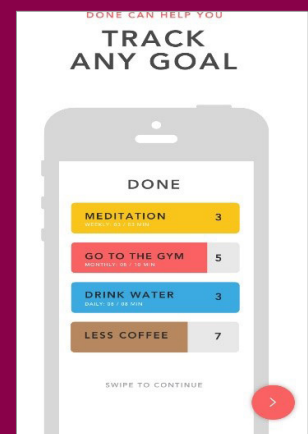 DONE CAN HELP YOU
TRACK
ANY GOAL
DONE
MEDITATION 3
GO TO THE GYM 5
DRINK WATER 3
LESS COFFEE 7
SWIPE TO CONTINUE